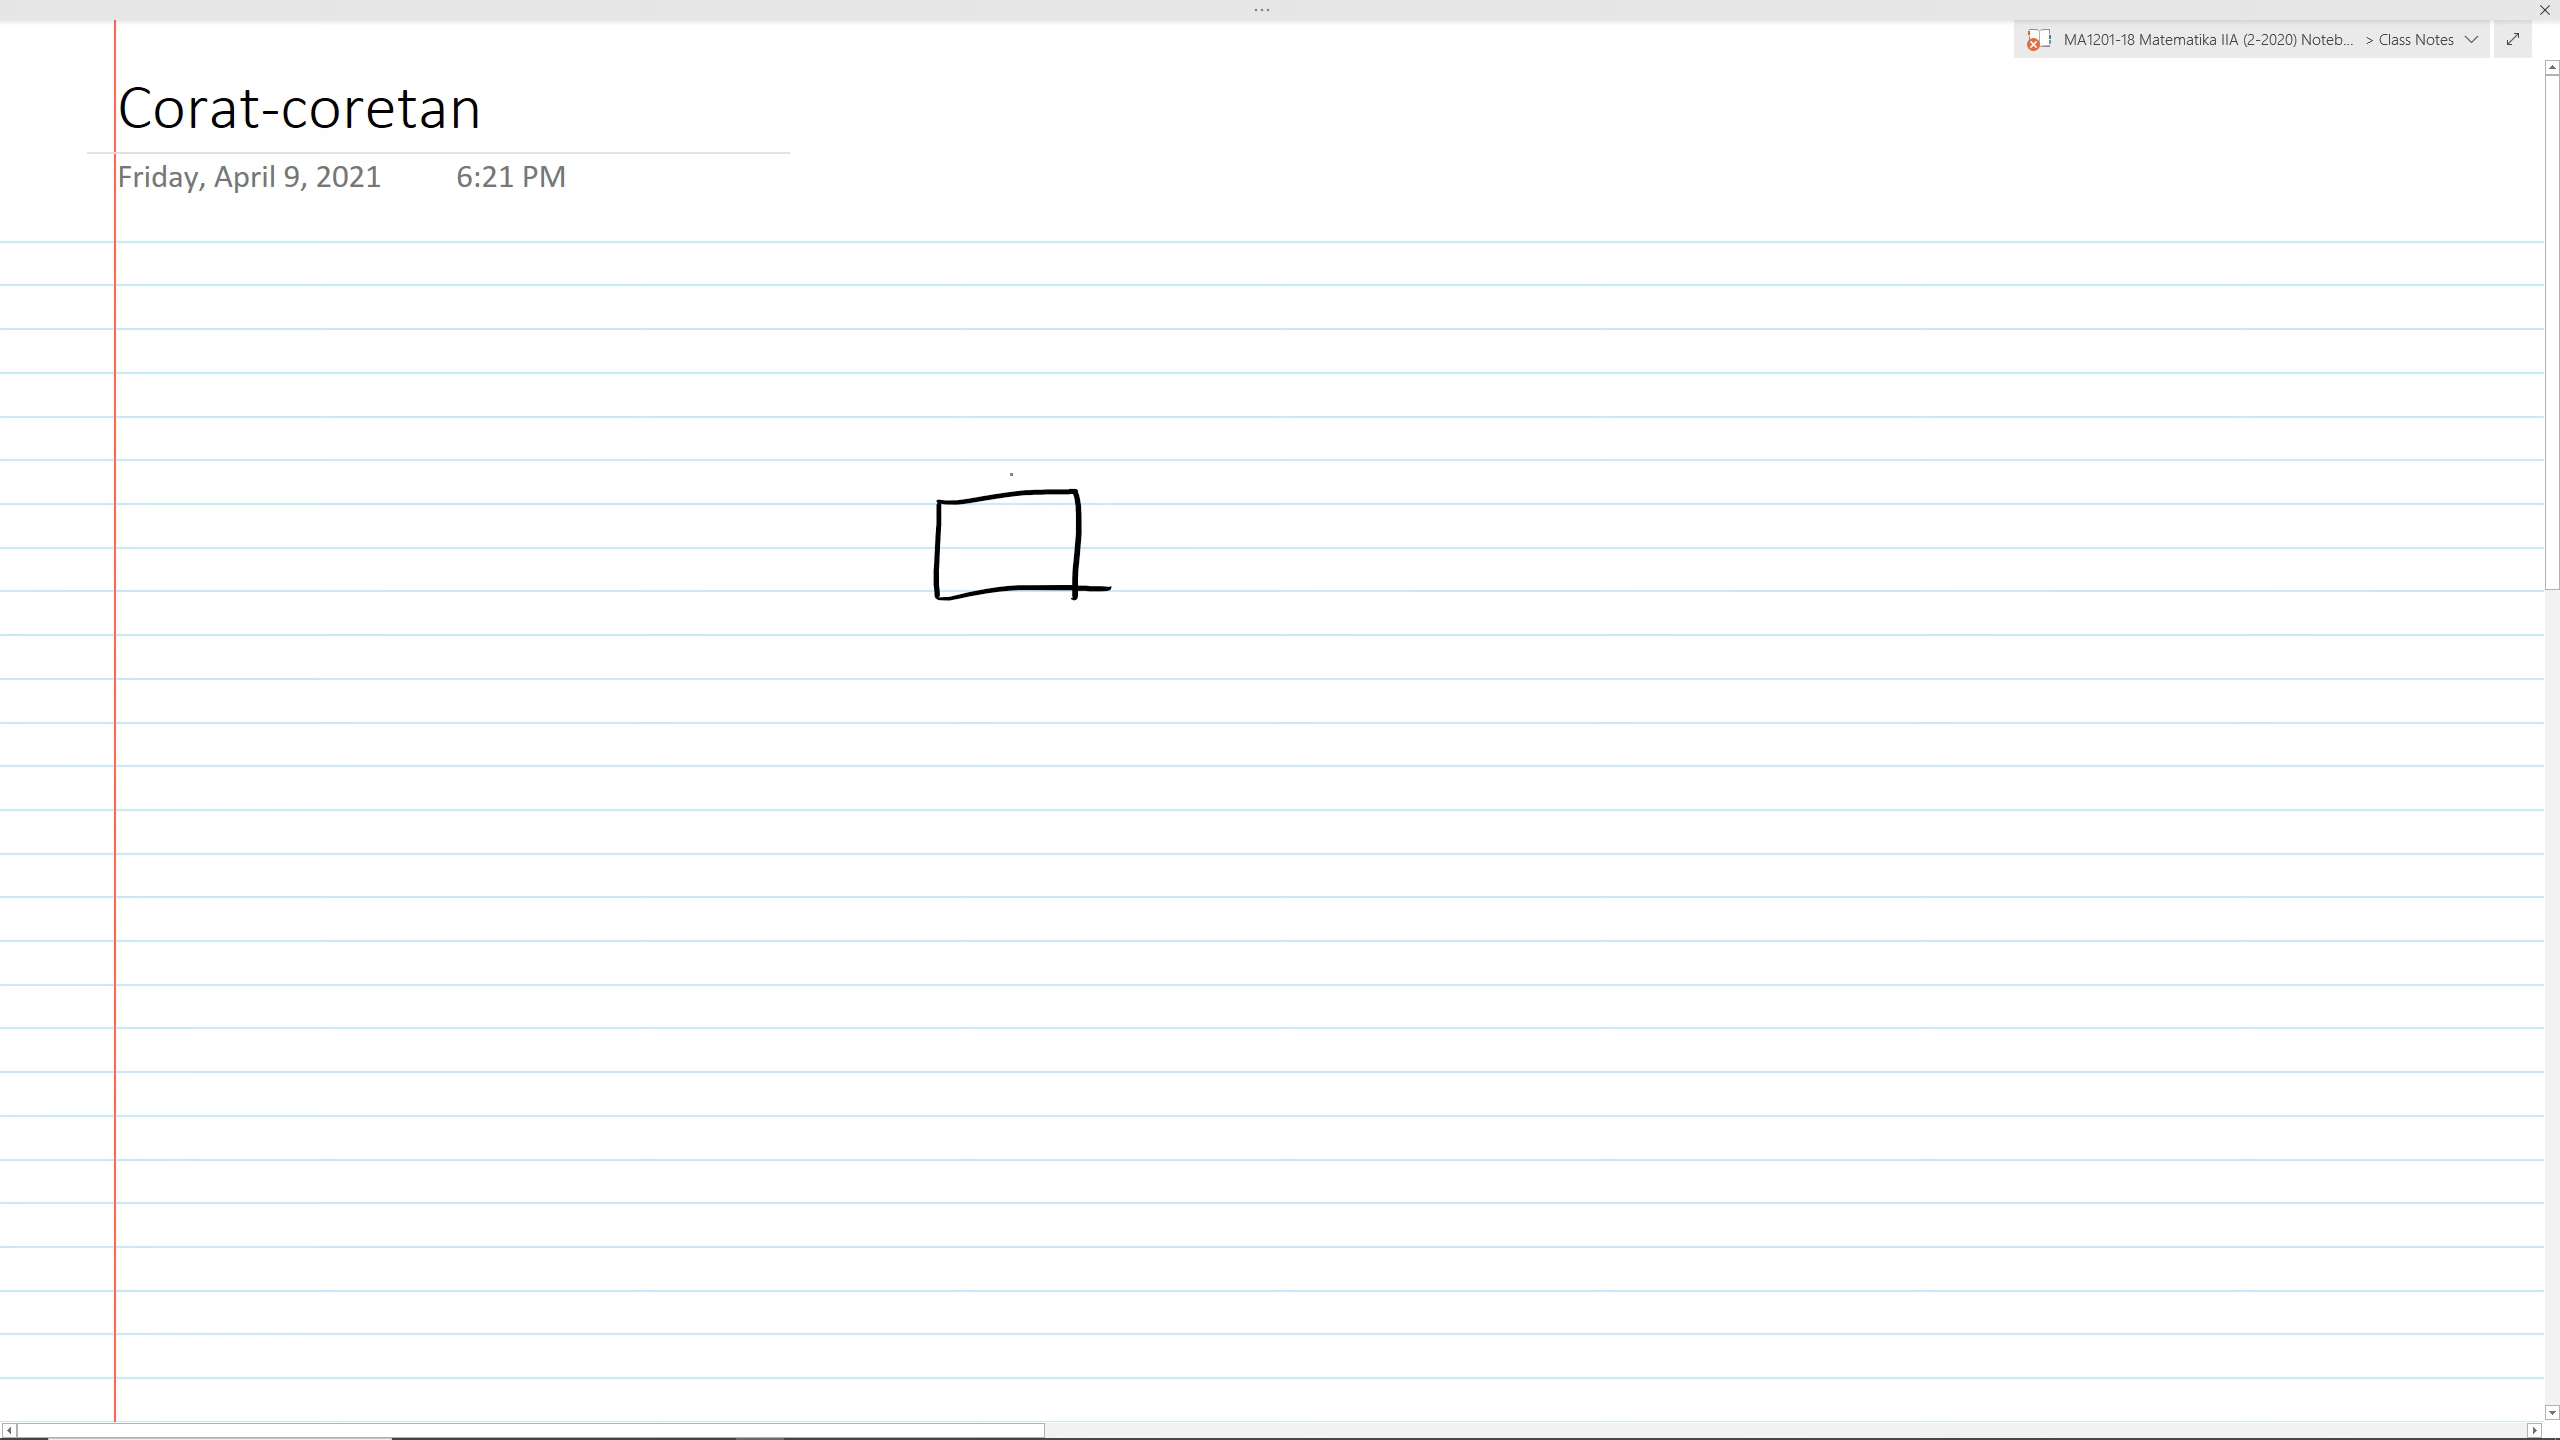 MA1201-18 Matematika IIA (2-2020) Noteb... > Class Notes
Corat-coretan
Friday, April 9, 2021 6:21 PM